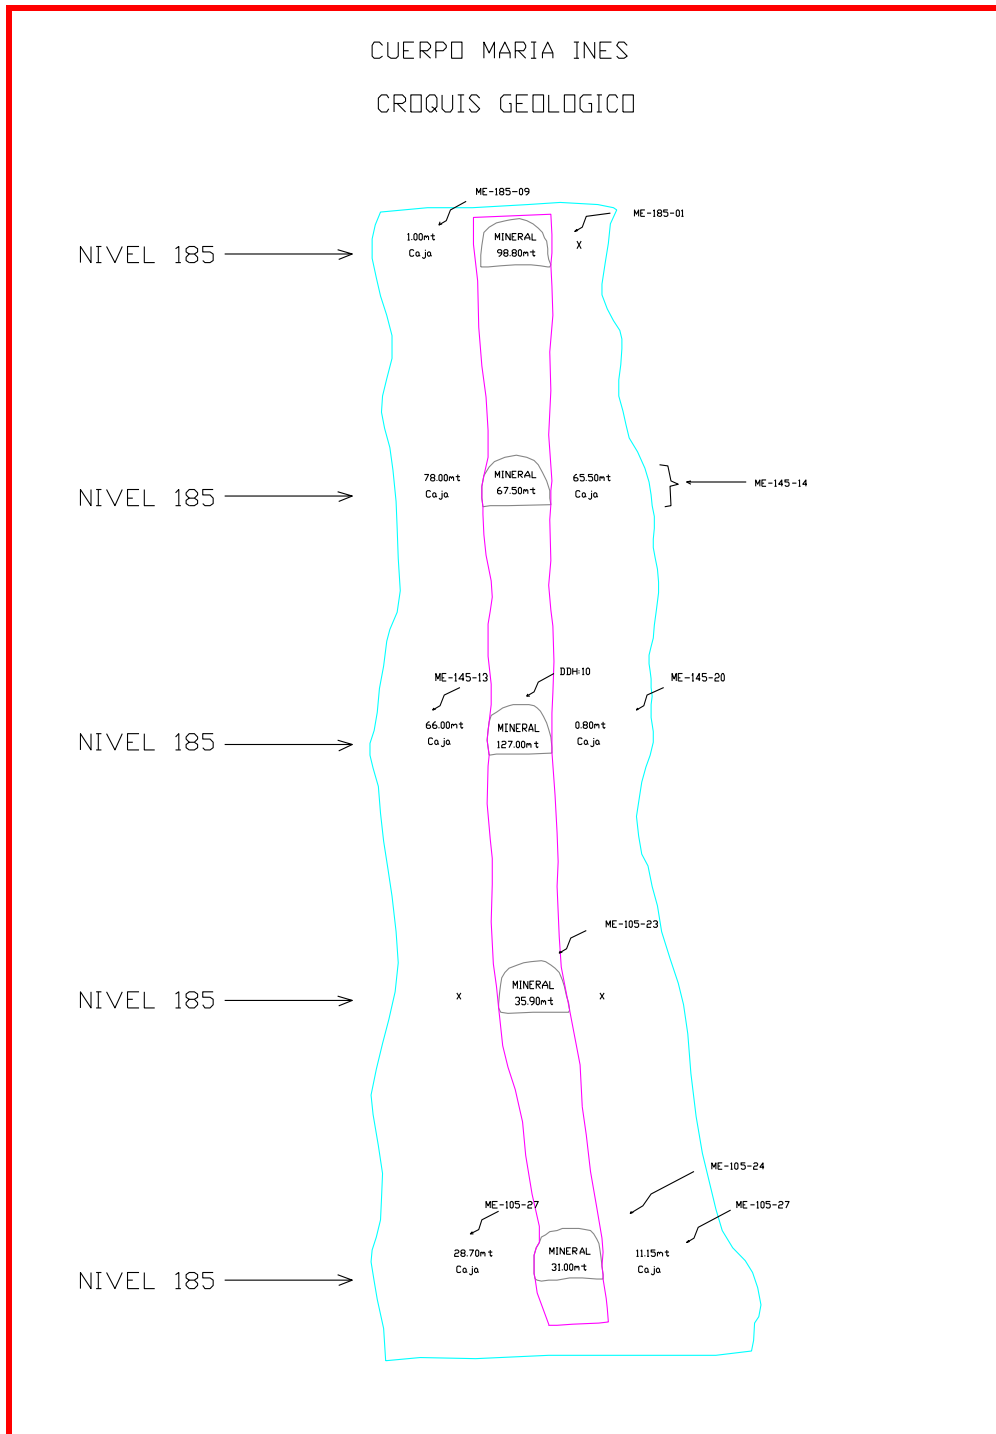 CUERPO MARIA INES
CROQUIS GEOLOGICO
ME-185-09
ME-185-01
NIVEL 185
1.00mt
Caja
MINERAL
98.80mt
X
NIVEL 185
78.00mt
Caja
MINERAL
67.50mt
65.50mt
Caja
ME-145-14
ME-145-13
DDH:10
ME-145-20
NIVEL 185
66.00mt
Caja
MINERAL
127.00mt
0.80mt
Caja
ME-105-23
NIVEL 185
X
MINERAL
35.90mt
X
ME-105-24
ME-105-27
ME-105-27
NIVEL 185
28.70mt
Caja
MINERAL
31.00mt
11.15mt
Caja